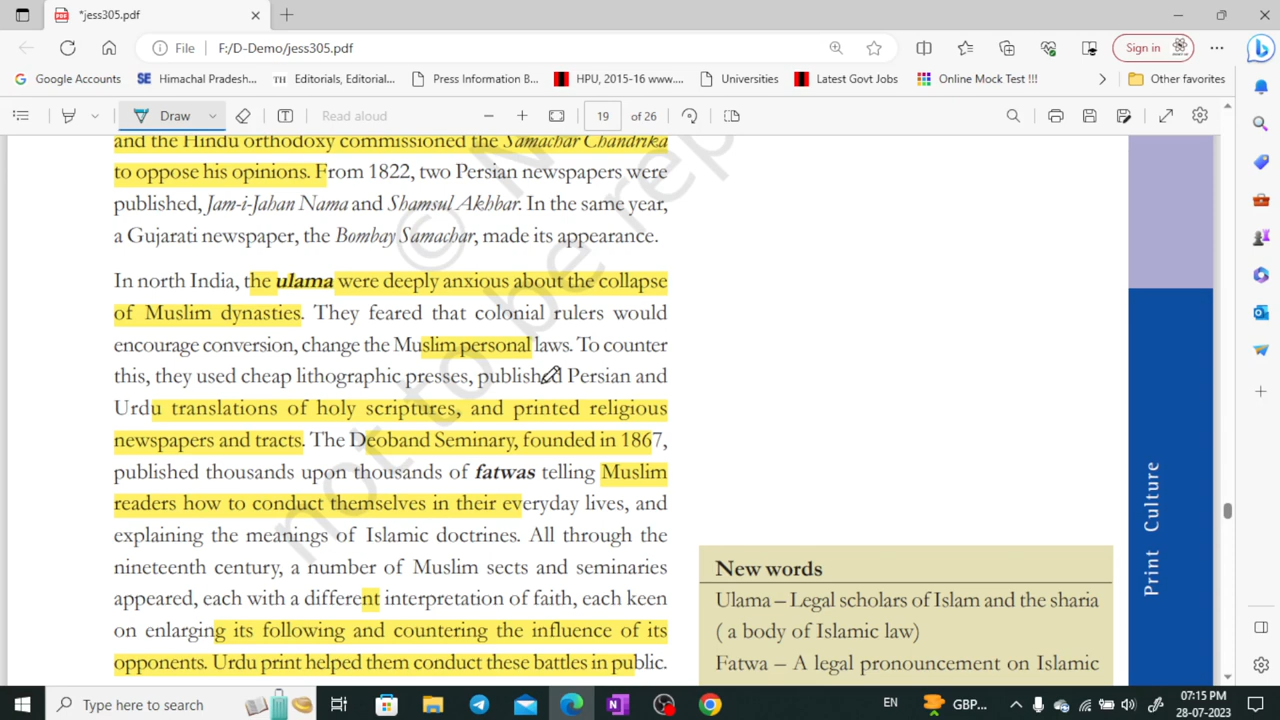 *jess305.pdf
File F:/D-Demo/jess305.pdf Sign in
Google Accounts SE Himachal Pradesh... TH Editorials, Editorial... Press Information B... HPU, 2015-16 www.... Universities Latest Govt Jobs Online Mock Test !!! Other favorites
Draw Read aloud 19 of 26
and the Hindu orthodoxy commissioned the Samachar Chandrika
to oppose his opinions. From 1822, two Persian newspapers were
published, Jam-i-Jahan Nama and Shamsul Akhbar. In the same year,
a Gujarati newspaper, the Bombay Samachar, made its appearance.
In north India, the ulama were deeply anxious about the collapse
of Muslim dynasties. They feared that colonial rulers would
encourage conversion, change the Muslim personal laws. To counter
this, they used cheap lithographic presses, published Persian and
Urdu translations of holy scriptures, and printed religious
newspapers and tracts. The Deoband Seminary, founded in 1867,
published thousands upon thousands of fatwas telling Muslim
readers how to conduct themselves in their everyday lives, and
explaining the meanings of Islamic doctrines. All through the
nineteenth century, a number of Muslim sects and seminaries
appeared, each with a different interpretation of faith, each keen
on enlarging its following and countering the influence of its
opponents. Urdu print helped them conduct these battles in public.
© N
not to be rep
Print Culture
New words
Ulama – Legal scholars of Islam and the sharia
( a body of Islamic law)
Fatwa – A legal pronouncement on Islamic
Type here to search EN GBP... 07:15 PM
28-07-2023